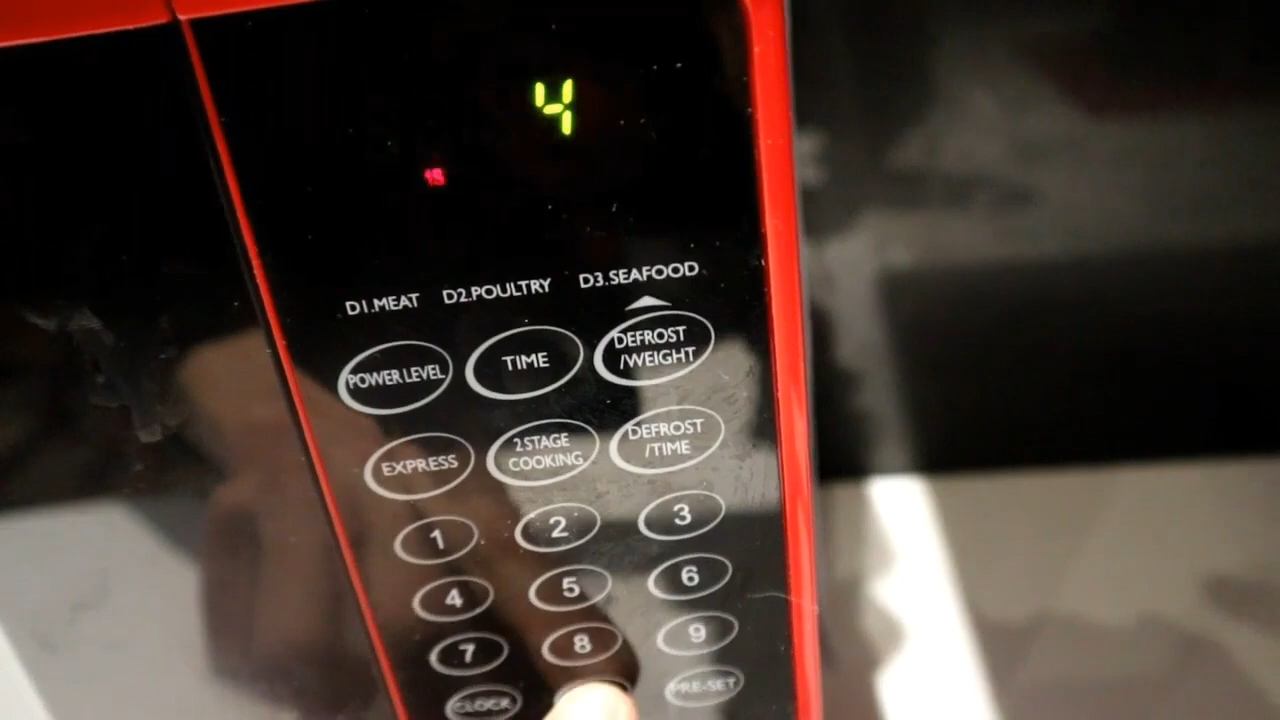 4
D1.MEAT D2.POULTRY D3.SEAFOOD
POWER LEVEL
TIME
DEFROST
/WEIGHT
EXPRESS
2 STAGE
COOKING
DEFROST
/TIME
1 2 3
4 5 6
7 8 9
CLOCK PRE-SET